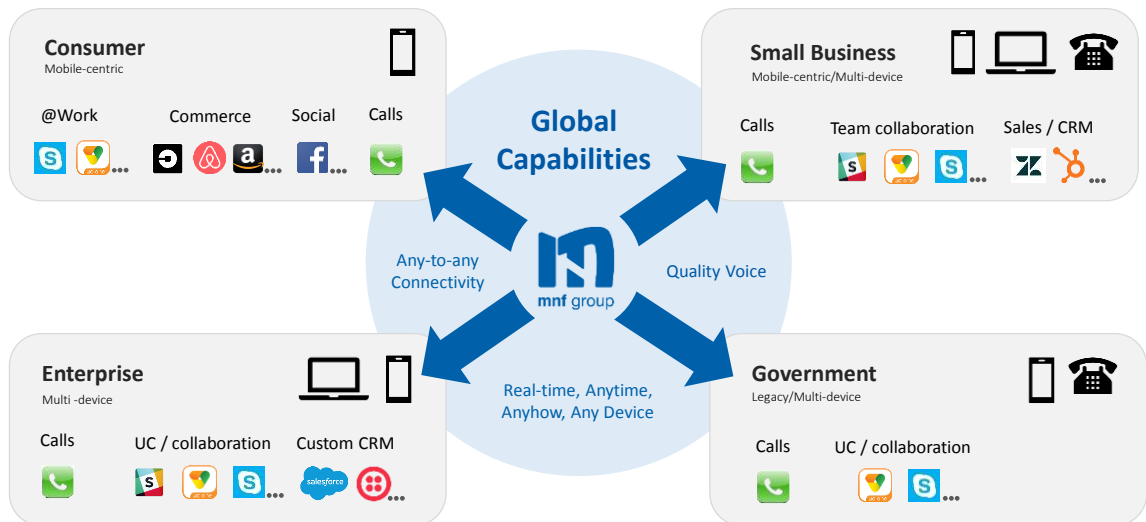 Consumer
Mobile-centric
@Work
Commerce
Social
Calls
S
...
a
...
f
...
Small Business
Mobile-centric/Multi-device
Calls
Team collaboration
Sales / CRM
S
S
...
...
Global
Capabilities
Any-to-any
Connectivity
mnf group
Quality Voice
Real-time, Anytime,
Anyhow, Any Device
Enterprise
Multi -device
Calls
UC / collaboration
Custom CRM
S
S
...
salesforce
...
Government
Legacy/Multi-device
Calls
UC / collaboration
S
...